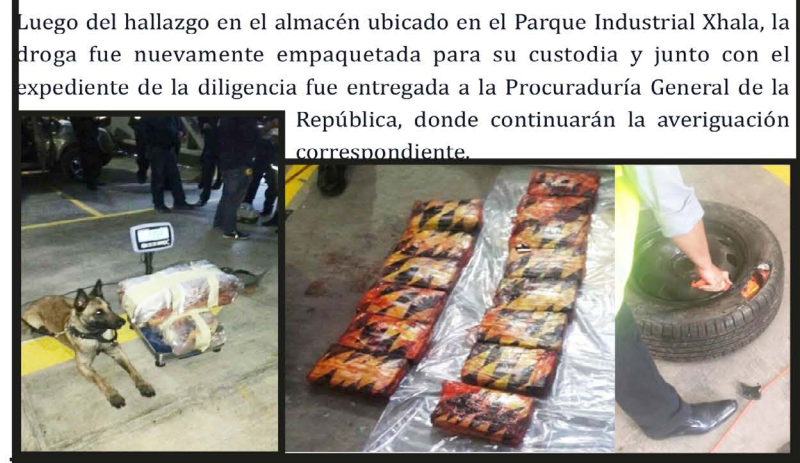 Luego del hallazgo en el almacén ubicado en el Parque Industrial Xhala, la
droga fue nuevamente empaquetada para su custodia y junto con el
expediente de la diligencia fue entregada a la Procuraduría General de la
República, donde continuarán la averiguación
correspondiente.